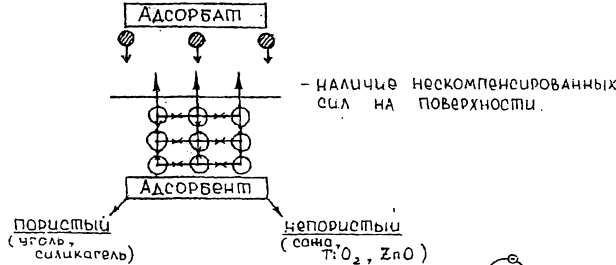 АДСОРБАТ
- НАЛИЧИЕ НЕСКОМПЕНСИРОВАННЫХ
СИЛ НА ПОВЕРХНОСТИ.
АДСОРБЕНТ
ПОРИСТЫЙ
(УГОЛЬ,
СИЛИКАГЕЛЬ)
НЕПОРИСТЫЙ
(САЖА,
TiO₂, ZnO)